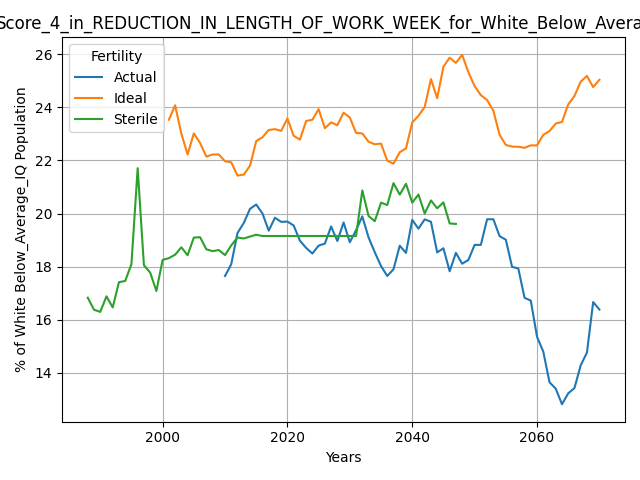 Score_4_in_REDUCTION_IN_LENGTH_OF_WORK_WEEK_for_White_Below_Avera
Fertility
Actual
Ideal
Sterile
% of White Below_Average_IQ Population
26
24
22
20
18
16
14
2000
2020
2040
2060
Years